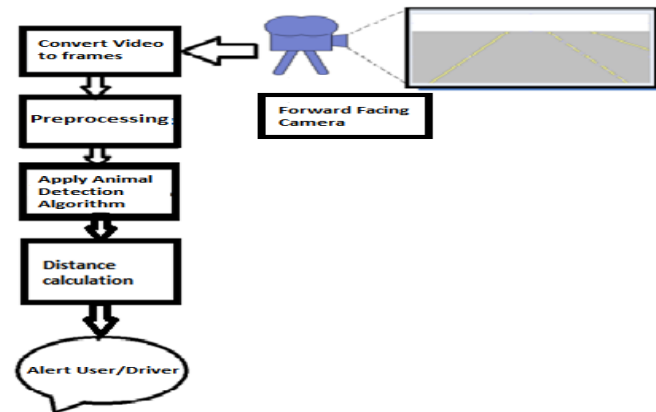 Convert Video
to frames
Forward Facing
Camera
Preprocessing
Apply Animal
Detection
Algorithm
Distance
calculation
Alert User/Driver